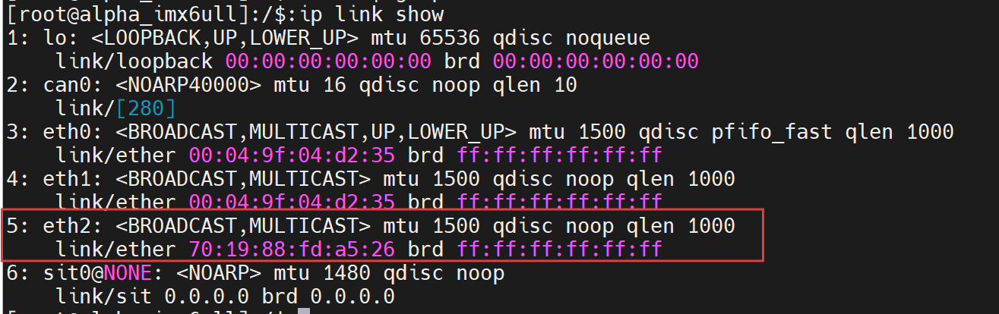 [root@alpha_imx6ull]:/$:ip link show
1: lo: <LOOPBACK,UP,LOWER_UP> mtu 65536 qdisc noqueue
    link/loopback 00:00:00:00:00:00 brd 00:00:00:00:00:00
2: can0: <NOARP40000> mtu 16 qdisc noop qlen 10
    link/[280]
3: eth0: <BROADCAST,MULTICAST,UP,LOWER_UP> mtu 1500 qdisc pfifo_fast qlen 1000
    link/ether 00:04:9f:04:d2:35 brd ff:ff:ff:ff:ff:ff
4: eth1: <BROADCAST,MULTICAST> mtu 1500 qdisc noop qlen 1000
    link/ether 00:04:9f:04:d2:35 brd ff:ff:ff:ff:ff:ff
5: eth2: <BROADCAST,MULTICAST> mtu 1500 qdisc noop qlen 1000
    link/ether 70:19:88:fd:a5:26 brd ff:ff:ff:ff:ff:ff
6: sit0@NONE: <NOARP> mtu 1480 qdisc noop
    link/sit 0.0.0.0 brd 0.0.0.0